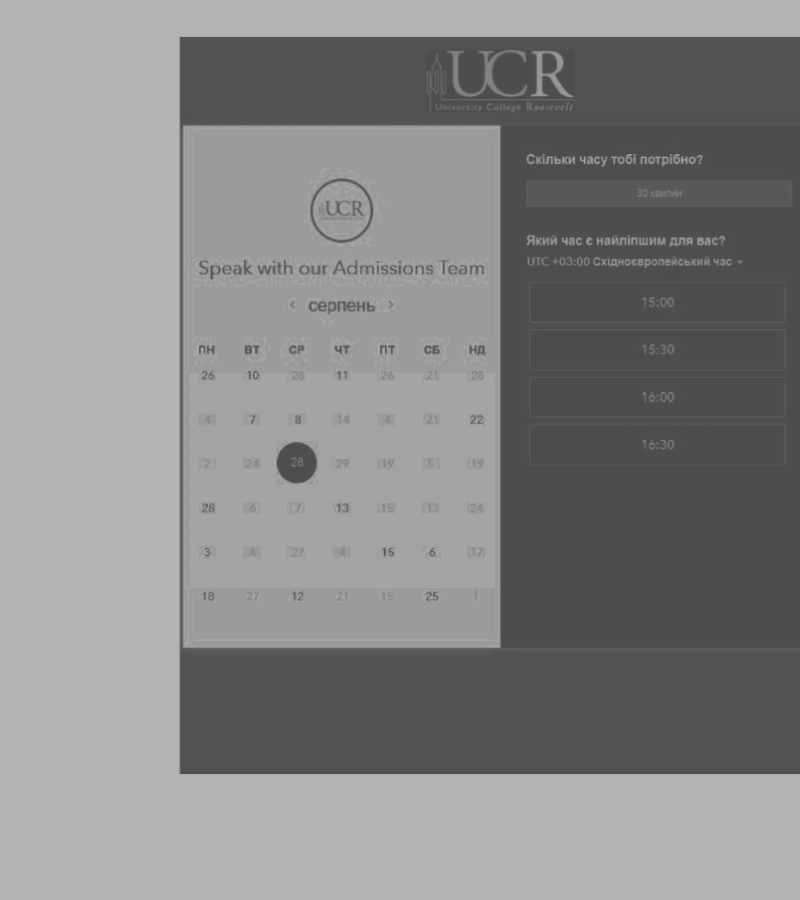 UCR
University College Roosevelt
UCR
Speak with our Admissions Team
‹ серпень ›
ПН ВТ СР ЧТ ПТ СБ НД
26 10 28 11 26 21 28
4 7 8 14 4 21 22
2 24 28 29 19 5 19
28 6 7 13 15 13 24
3 4 27 4 15 6 17
18 27 12 21 15 25 1
Скільки часу тобі потрібно?
30 хвилин
Який час є найліпшим для вас?
UTC +03:00 Східноєвропейський час
15:00
15:30
16:00
16:30